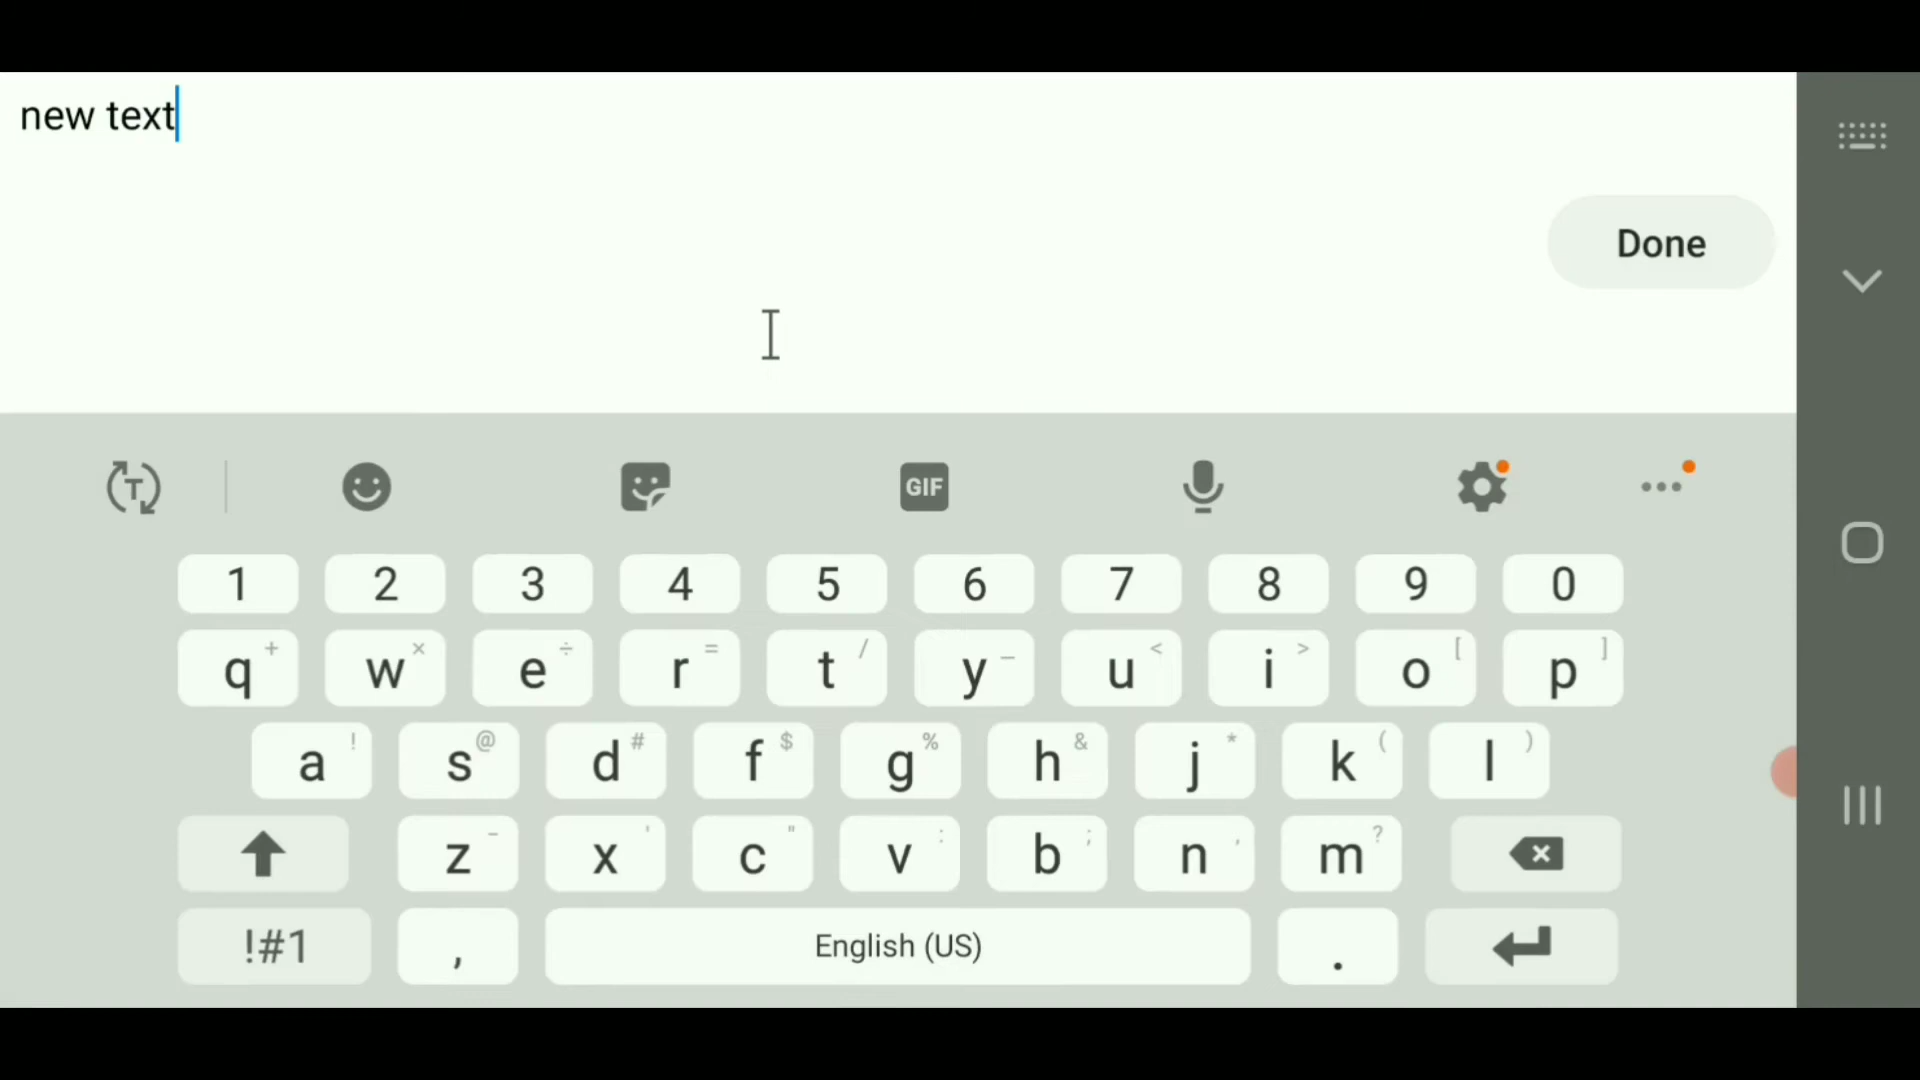 new text
Done
GIF
1 2 3 4 5 6 7 8 9 0
q + w × e ÷ r = t / y _ u < i > o [ p ]
a ! s @ d # f $ g % h & j * k ( l )
z - x ' c " v : b ; n , m ?
!#1 , English (US) .